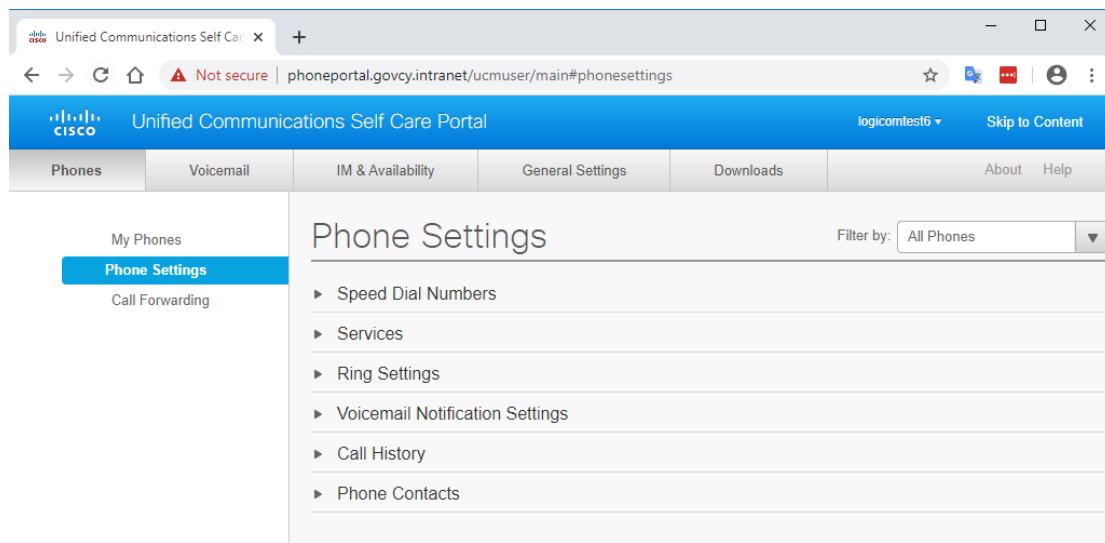 Unified Communications Self Car
Not secure | phoneportal.govcy.intranet/ucmuser/main#phonesettings
CISCO Unified Communications Self Care Portal logicomtest6 Skip to Content
Phones Voicemail IM & Availability General Settings Downloads About Help
My Phones
Phone Settings
Call Forwarding
Phone Settings Filter by: All Phones
Speed Dial Numbers
Services
Ring Settings
Voicemail Notification Settings
Call History
Phone Contacts